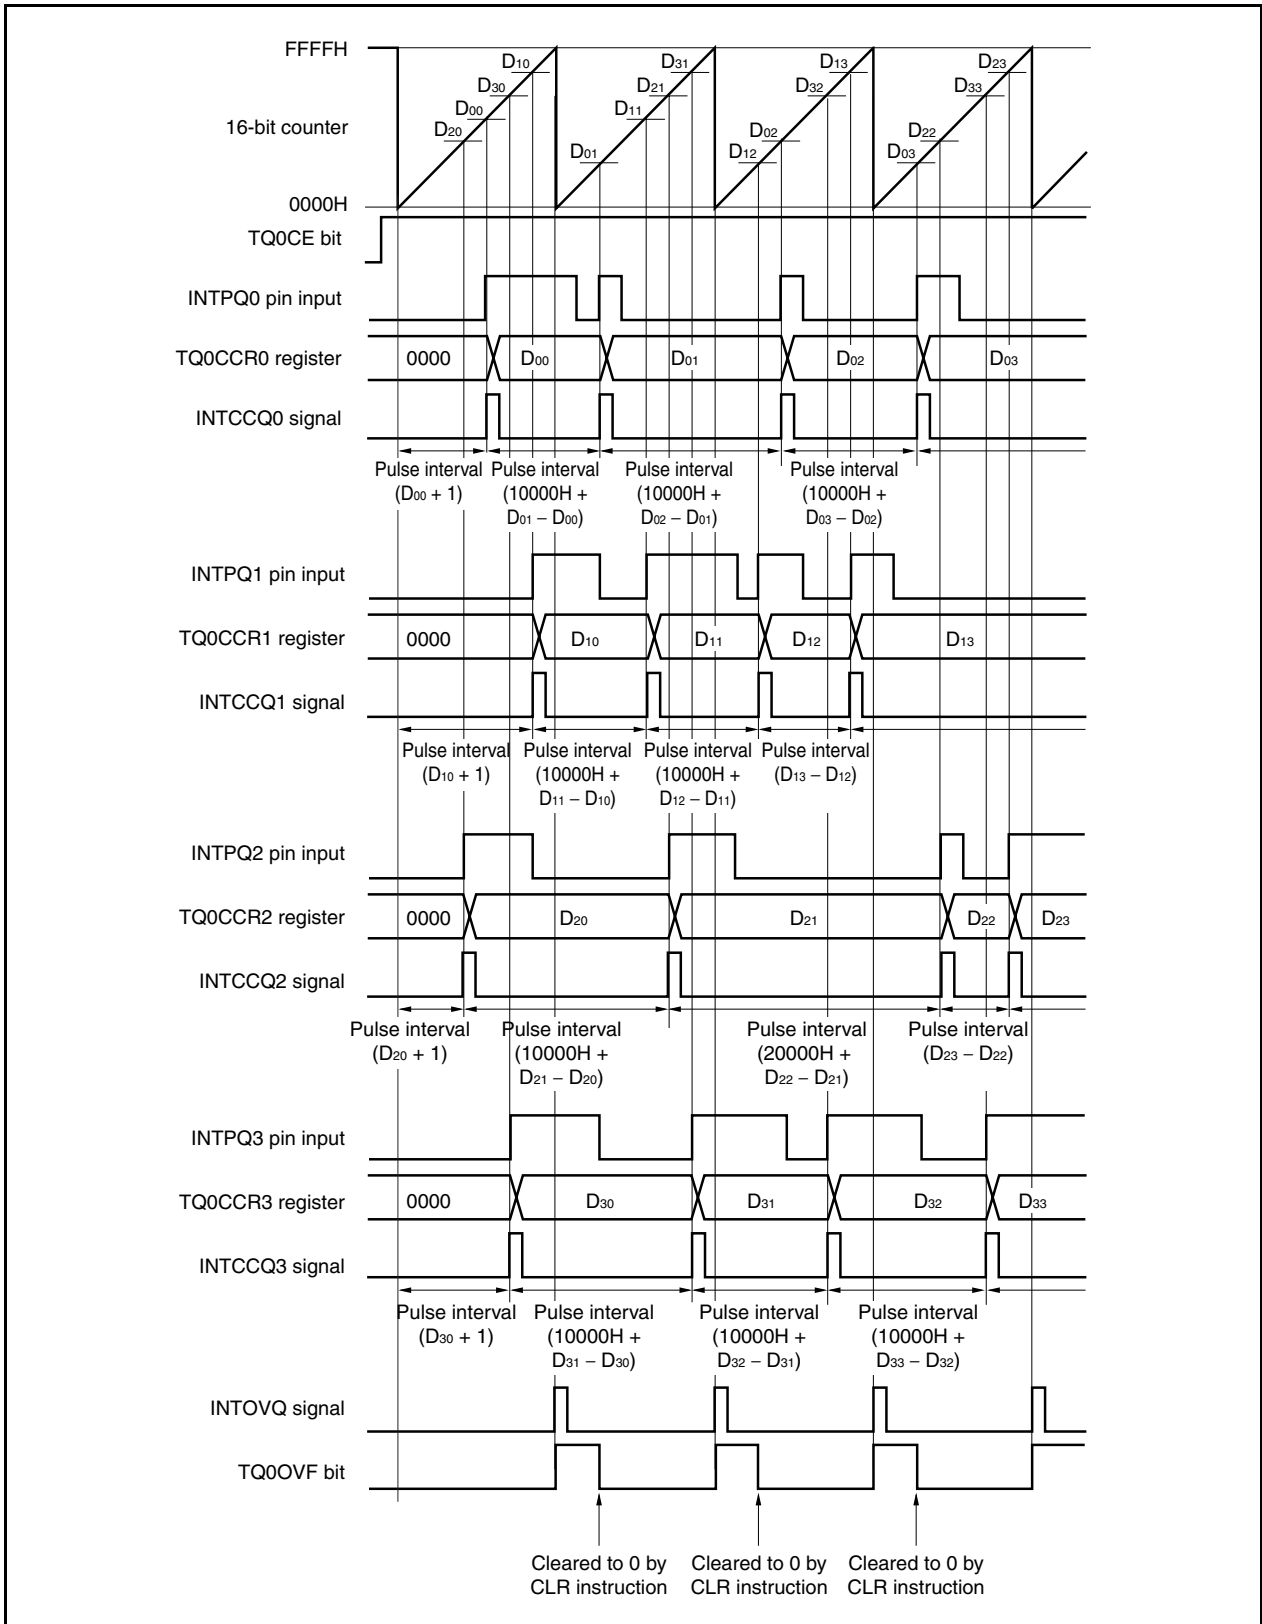 FFFFH
D10
D31
D13
D23
D30
D21
D32
D33
D00
D11
16-bit counter
D20
D02
D22
D01
D12
D03
0000H
TQ0CE bit
INTPQ0 pin input
TQ0CCR0 register 0000 D00 D01 D02 D03
INTCCQ0 signal
Pulse interval Pulse interval Pulse interval Pulse interval
(D00 + 1) (10000H + (10000H + (10000H +
D01 – D00) D02 – D01) D03 – D02)
INTPQ1 pin input
TQ0CCR1 register 0000 D10 D11 D12 D13
INTCCQ1 signal
Pulse interval Pulse interval Pulse interval Pulse interval
(D10 + 1) (10000H + (10000H + (D13 – D12)
D11 – D10) D12 – D11)
INTPQ2 pin input
TQ0CCR2 register 0000 D20 D21 D22 D23
INTCCQ2 signal
Pulse interval Pulse interval Pulse interval Pulse interval
(D20 + 1) (10000H + (20000H + (D23 – D22)
D21 – D20) D22 – D21)
INTPQ3 pin input
TQ0CCR3 register 0000 D30 D31 D32 D33
INTCCQ3 signal
Pulse interval Pulse interval Pulse interval Pulse interval
(D30 + 1) (10000H + (10000H + (10000H +
D31 – D30) D32 – D31) D33 – D32)
INTOVQ signal
TQ0OVF bit
Cleared to 0 by Cleared to 0 by Cleared to 0 by
CLR instruction CLR instruction CLR instruction